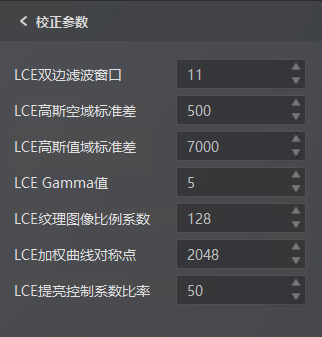 校正参数
LCE双边滤波窗口 11
LCE高斯空域标准差 500
LCE高斯值域标准差 7000
LCE Gamma值 5
LCE纹理图像比例系数 128
LCE加权曲线对称点 2048
LCE提亮控制系数比率 50